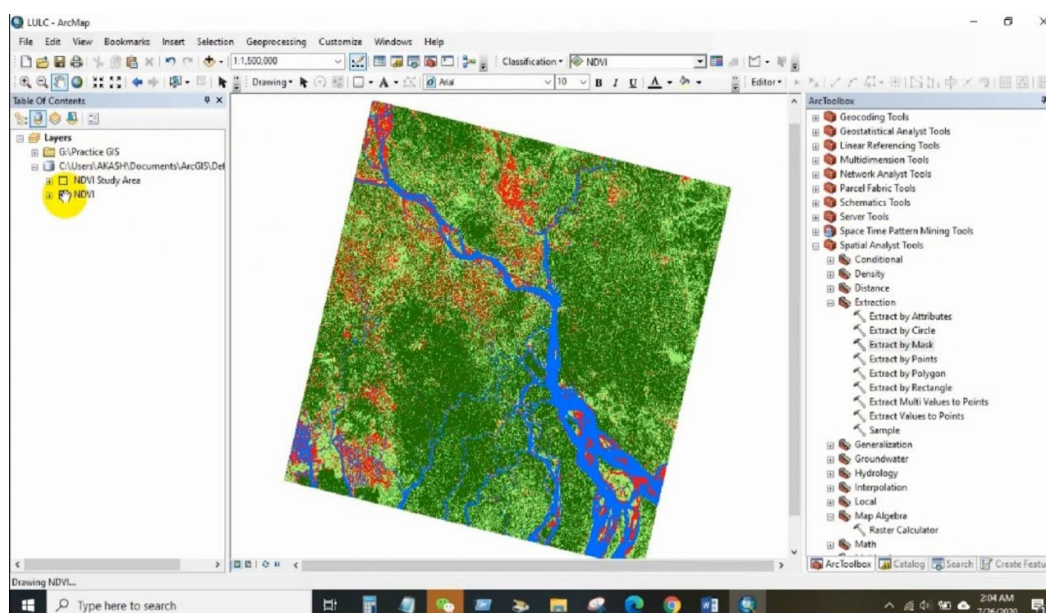 LULC - ArcMap
File Edit View Bookmarks Insert Selection Geoprocessing Customize Windows Help
1:1,500,000
Classification
NDVI
Drawing
Arial
10
B I U A
Editor
Table Of Contents
Layers
G:\Practice GIS
C:\Users\AKASH\Documents\ArcGIS\Def
NDVI Study Area
NDVI
ArcToolbox
Geocoding Tools
Geostatistical Analyst Tools
Linear Referencing Tools
Multidimension Tools
Network Analyst Tools
Parcel Fabric Tools
Schematics Tools
Server Tools
Space Time Pattern Mining Tools
Spatial Analyst Tools
Conditional
Density
Distance
Extraction
Extract by Attributes
Extract by Circle
Extract by Mask
Extract by Points
Extract by Polygon
Extract by Rectangle
Extract Multi Values to Points
Extract Values to Points
Sample
Generalization
Groundwater
Hydrology
Interpolation
Local
Map Algebra
Raster Calculator
Math
ArcToolbox Catalog Search Create Featu
Drawing NDVI...
Type here to search
2:04 AM
7/26/2020